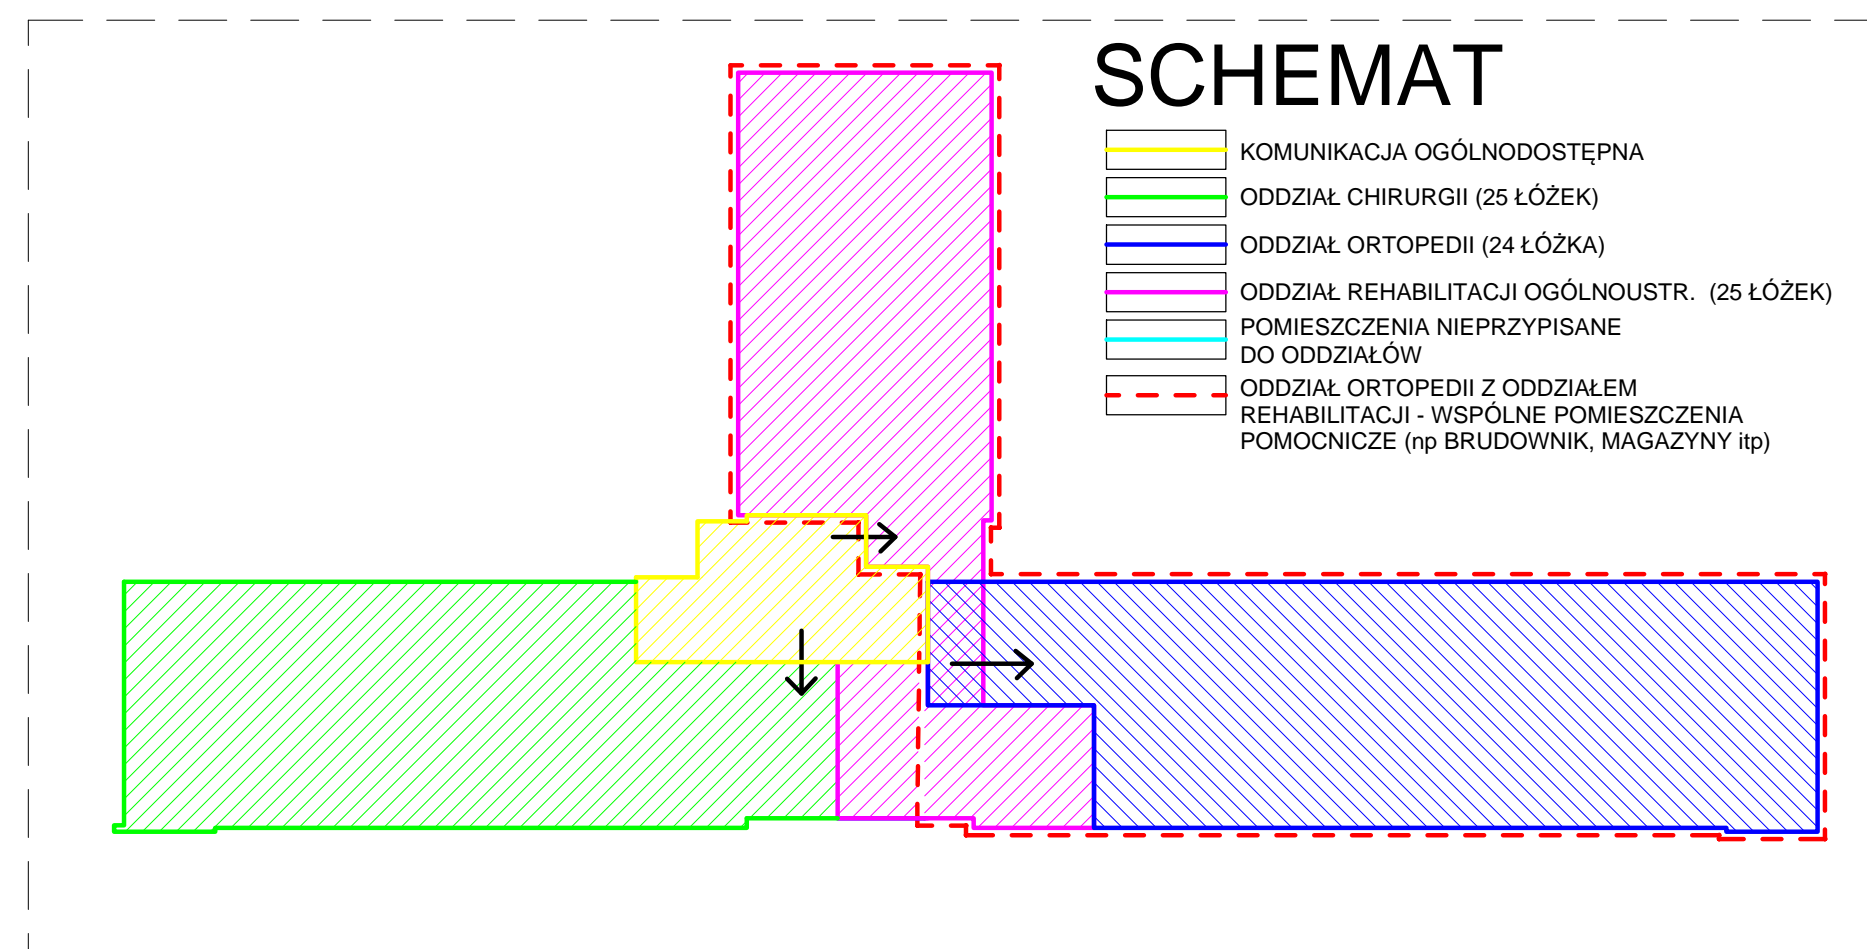 SCHEMAT
KOMUNIKACJA OGÓLNODOSTĘPNA
ODDZIAŁ CHIRURGII (25 ŁÓŻEK)
ODDZIAŁ ORTOPEDII (24 ŁÓŻKA)
ODDZIAŁ REHABILITACJI OGÓLNOUSTR. (25 ŁÓŻEK)
POMIESZCZENIA NIEPRZYPISANE
DO ODDZIAŁÓW
ODDZIAŁ ORTOPEDII Z ODDZIAŁEM
REHABILITACJI - WSPÓLNE POMIESZCZENIA
POMOCNICZE (np BRUDOWNIK, MAGAZYNY itp)